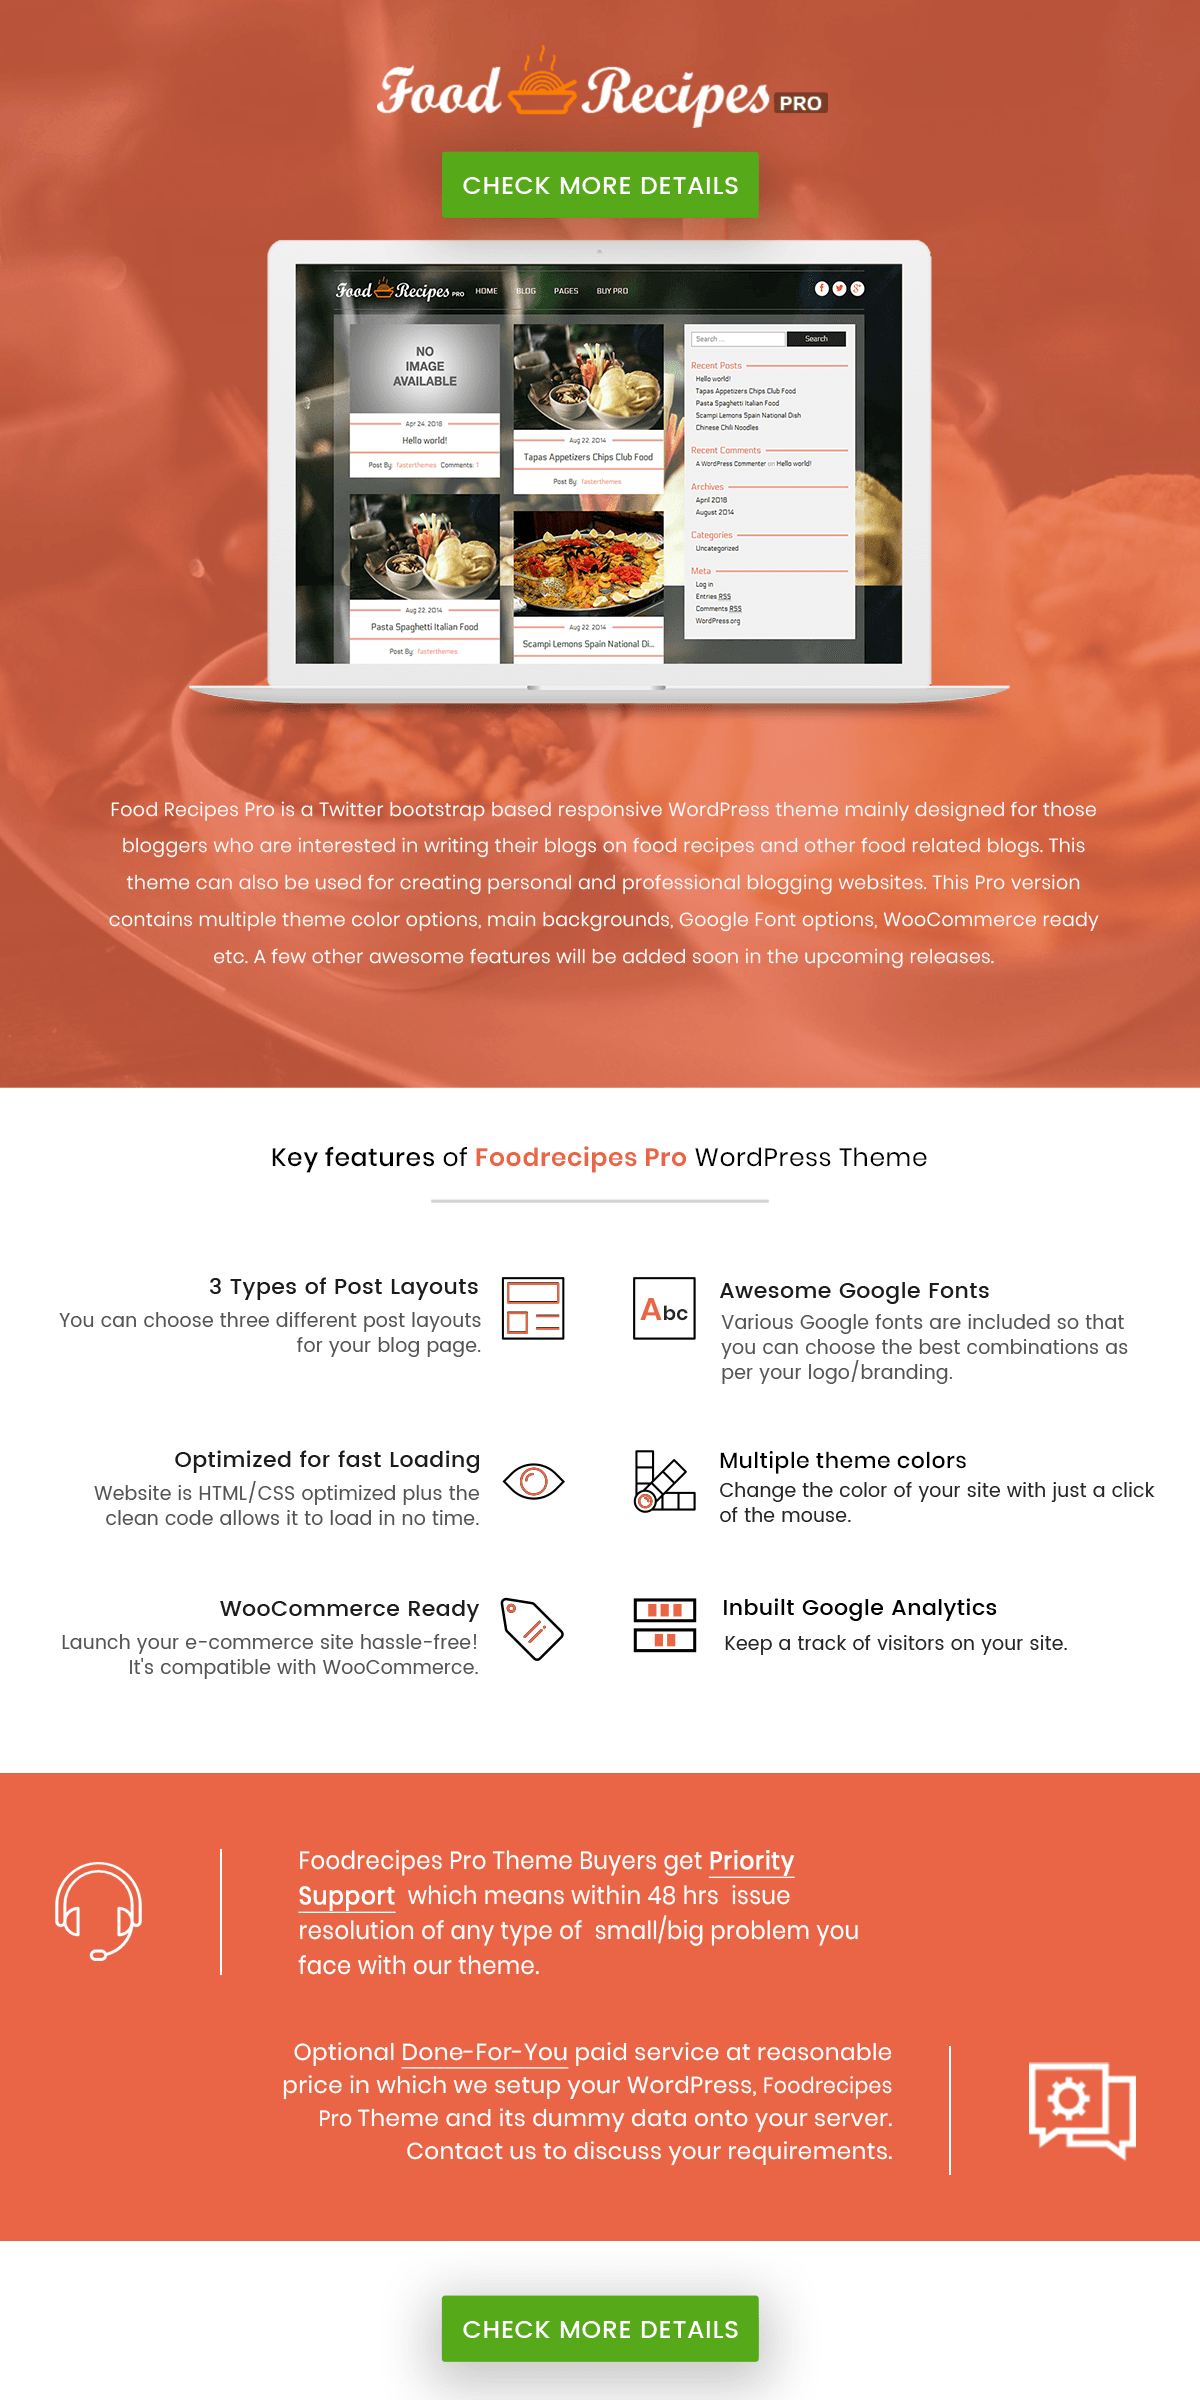 Food Recipes PRO
CHECK MORE DETAILS
Food Recipes PRO HOME BLOG PAGES BUY PRO
NO
IMAGE
AVAILABLE
Apr 24. 2018
Hello world!
Post By: fasterthemes Comments: 1
Aug 22. 2014
Tapas Appetizers Chips Club Food
Post By: fasterthemes
Aug 22. 2014
Pasta Spaghetti Italian Food
Post By: fasterthemes
Aug 22. 2014
Scampi Lemons Spain National Di...
Search ... Search
Recent Posts
Hello world!
Tapas Appetizers Chips Club Food
Pasta Spaghetti Italian Food
Scampi Lemons Spain National Dish
Chinese Chili Noodles
Recent Comments
A WordPress Commenter on Hello world!
Archives
April 2018
August 2014
Categories
Uncategorized
Meta
Log in
Entries RSS
Comments RSS
WordPress.org
Food Recipes Pro is a Twitter bootstrap based responsive WordPress theme mainly designed for those
bloggers who are interested in writing their blogs on food recipes and other food related blogs. This
theme can also be used for creating personal and professional blogging websites. This Pro version
contains multiple theme color options, main backgrounds, Google Font options, WooCommerce ready
etc. A few other awesome features will be added soon in the upcoming releases.
Key features of Foodrecipes Pro WordPress Theme
3 Types of Post Layouts
You can choose three different post layouts
for your blog page.
Abc
Awesome Google Fonts
Various Google fonts are included so that
you can choose the best combinations as
per your logo/branding.
Optimized for fast Loading
Website is HTML/CSS optimized plus the
clean code allows it to load in no time.
Multiple theme colors
Change the color of your site with just a click
of the mouse.
WooCommerce Ready
Launch your e-commerce site hassle-free!
It's compatible with WooCommerce.
Inbuilt Google Analytics
Keep a track of visitors on your site.
Foodrecipes Pro Theme Buyers get Priority
Support which means within 48 hrs issue
resolution of any type of small/big problem you
face with our theme.
Optional Done-For-You paid service at reasonable
price in which we setup your WordPress, Foodrecipes
Pro Theme and its dummy data onto your server.
Contact us to discuss your requirements.
CHECK MORE DETAILS